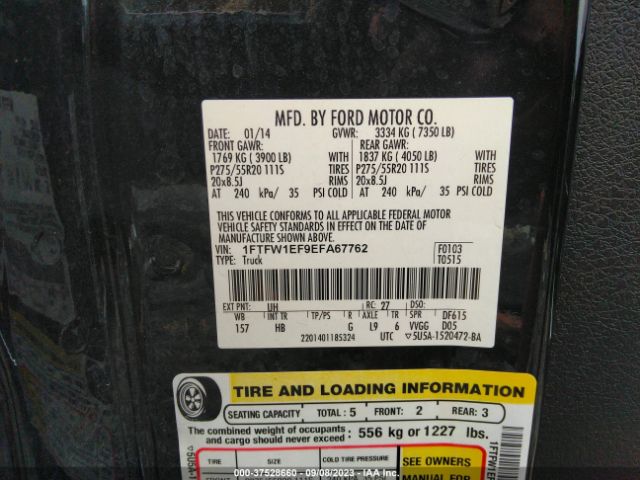 MFD. BY FORD MOTOR CO.
DATE: 01/14 GVWR: 3334 KG ( 7350 LB)
FRONT GAWR: REAR GAWR:
1769 KG ( 3900 LB) WITH 1837 KG ( 4050 LB) WITH
P275/55R20 111S TIRES P275/55R20 111S TIRES
20x8.5J RIMS 20x8.5J RIMS
AT 240 kPa/ 35 PSI COLD AT 240 kPa/ 35 PSI COLD
THIS VEHICLE CONFORMS TO ALL APPLICABLE FEDERAL MOTOR
VEHICLE SAFETY STANDARDS IN EFFECT ON THE DATE OF
MANUFACTURE SHOWN ABOVE.
VIN: 1FTFW1EF9EFA67762 F0103
TYPE: Truck T0515
EXT PNT: UH RC: 27 DSO:
WB INT TR TP/PS R AXLE TR SPR DF615
157 HB G L9 6 VVGG D05
2201401185324 UTC ▽5U5A-1520472-BA
TIRE AND LOADING INFORMATION
SEATING CAPACITY TOTAL : 5 FRONT: 2 REAR: 3
The combined weight of occupants
and cargo should never exceed : 556 kg or 1227 lbs.
TIRE SIZE COLD TIRE PRESSURE SEE OWNERS
MANUAL FOR
000-37528660 - 09/08/2023 - IAA Inc.